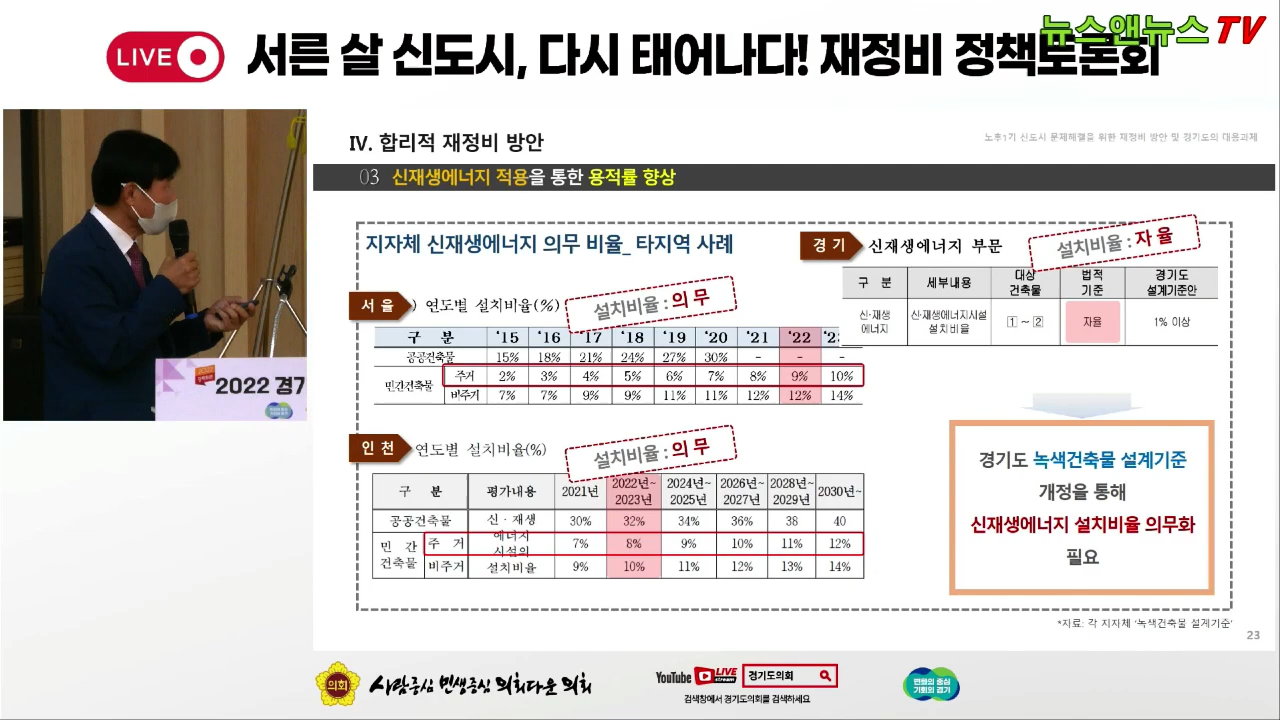 LIVE 서른 살 신도시, 다시 태어나다! 재정비 정책토론회
뉴스앤뉴스 TV
Ⅳ. 합리적 재정비 방안
노후1기 신도시 문제해결을 위한 재정비 방안 및 경기도의 대응과제
03 신재생에너지 적용을 통한 용적률 향상
지자체 신재생에너지 의무 비율_ 타지역 사례
서 울 ) 연도별 설치비율(%)
설치비율 : 의 무
구 분 ‘15 ‘16 ‘17 ‘18 ‘19 ‘20 ‘21 ‘22
공공건축물 15% 18% 21% 24% 27% 30% - - -
민간건축물 주거 2% 3% 4% 5% 6% 7% 8% 9% 10%
비주거 7% 7% 9% 9% 11% 11% 12% 12% 14%
인 천 연도별 설치비율(%)
설치비율 : 의 무
구 분 평가내용 2021년 2022년~2023년 2024년~2025년 2026년~2027년 2028년~2029년 2030년~
공공건축물 신·재생 에너지 시설의 설치비율 30% 32% 34% 36% 38 40
민 간 건축물 주 거 7% 8% 9% 10% 11% 12%
비주거 9% 10% 11% 12% 13% 14%
경 기 신재생에너지 부문
설치비율 : 자 율
구 분 세부내용 대상 건축물 법적 기준 경기도 설계기준안
신·재생 에너지 신·재생에너지시설 설치비율 ① ~ ② 자율 1% 이상
경기도 녹색건축물 설계기준
개정을 통해
신재생에너지 설치비율 의무화
필요
*자료: 각 지자체 ‘녹색건축물 설계기준’
23
2022 경기
의회 사람중심 민생중심 의회다운 의회
YouTube LIVE stream 경기도의회
검색창에서 경기도의회를 검색하세요
변화의 중심
기회의 경기